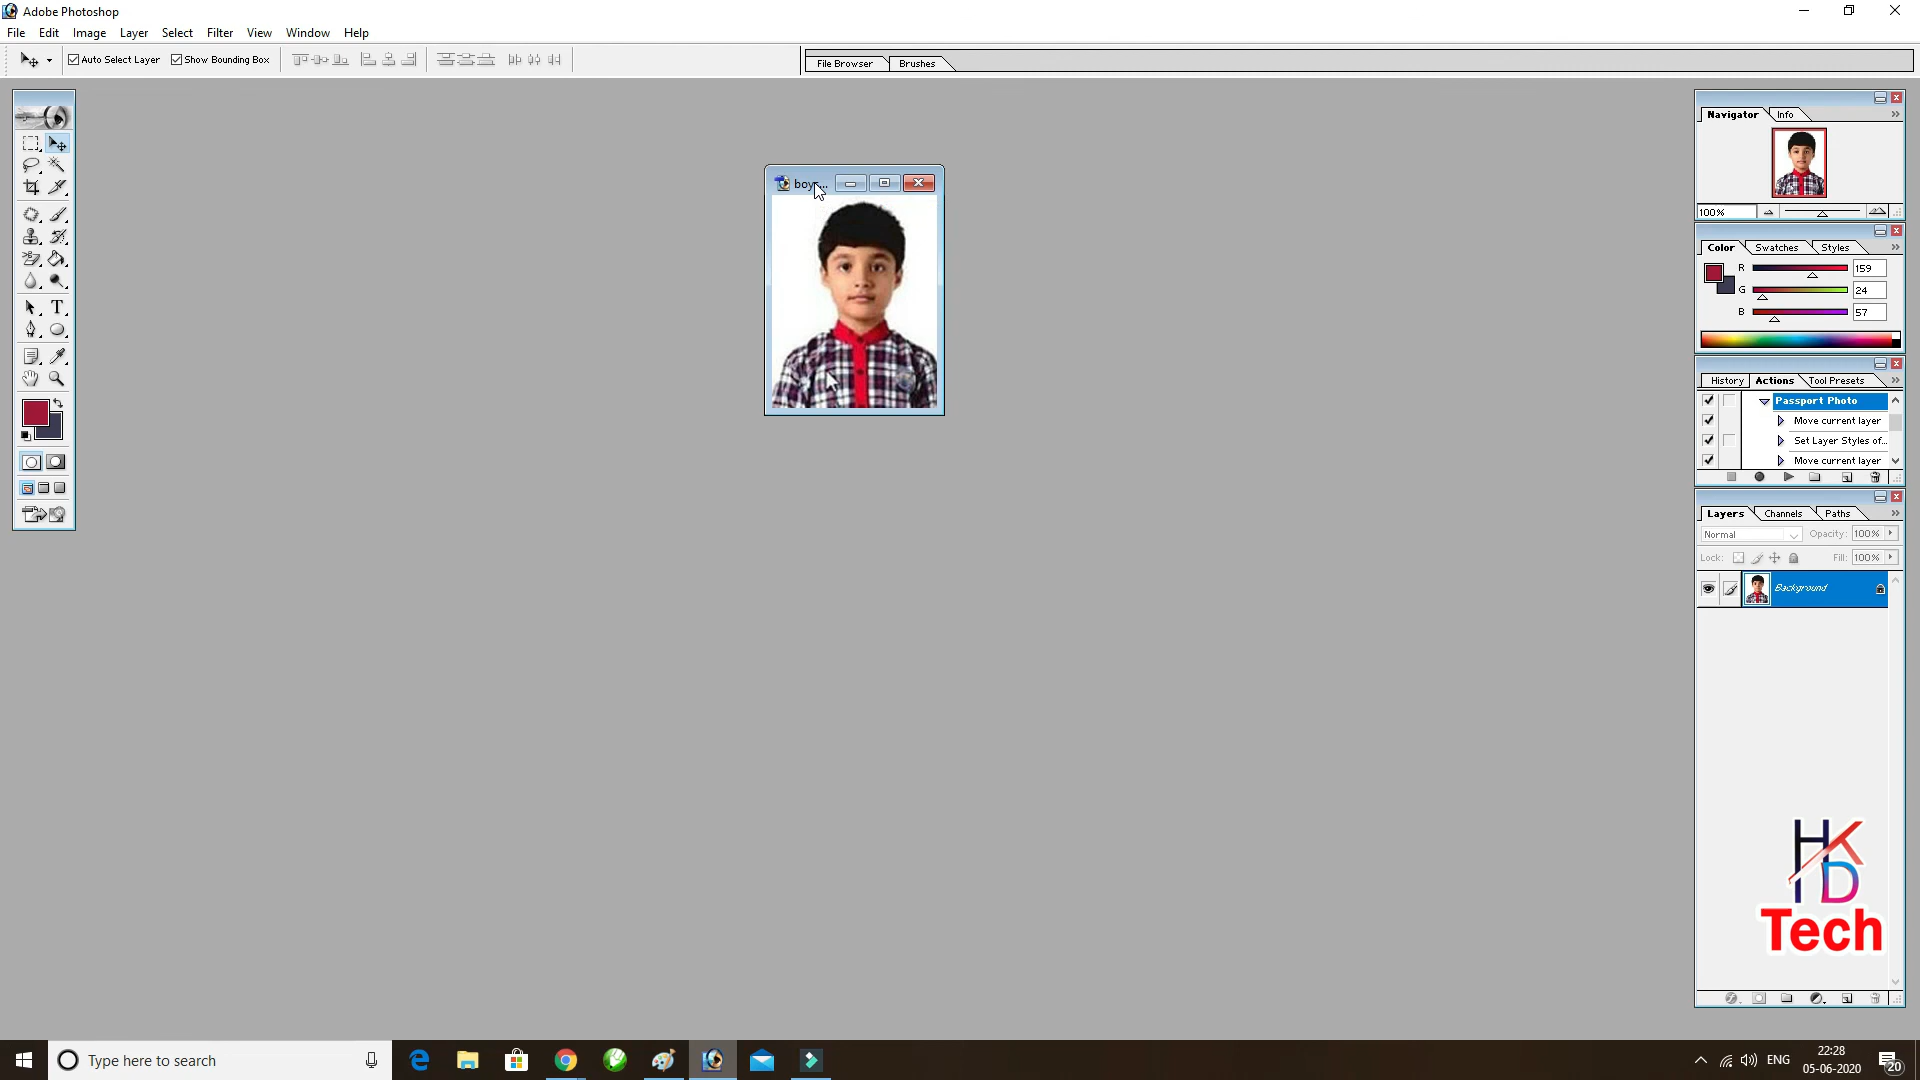 Adobe Photoshop
File Edit Image Layer Select Filter View Window Help
Auto Select Layer Show Bounding Box File Browser Brushes
Navigator Info
boy-...
100%
Color Swatches Styles
R 159
G 24
B 57
History Actions Tool Presets
Passport Photo
Move current layer
Set Layer Styles of...
Move current layer
Layers Channels Paths
Normal Opacity: 100%
Lock: Fill: 100%
Background
HKD
Tech
Type here to search
ENG
22:28
05-06-2020
20